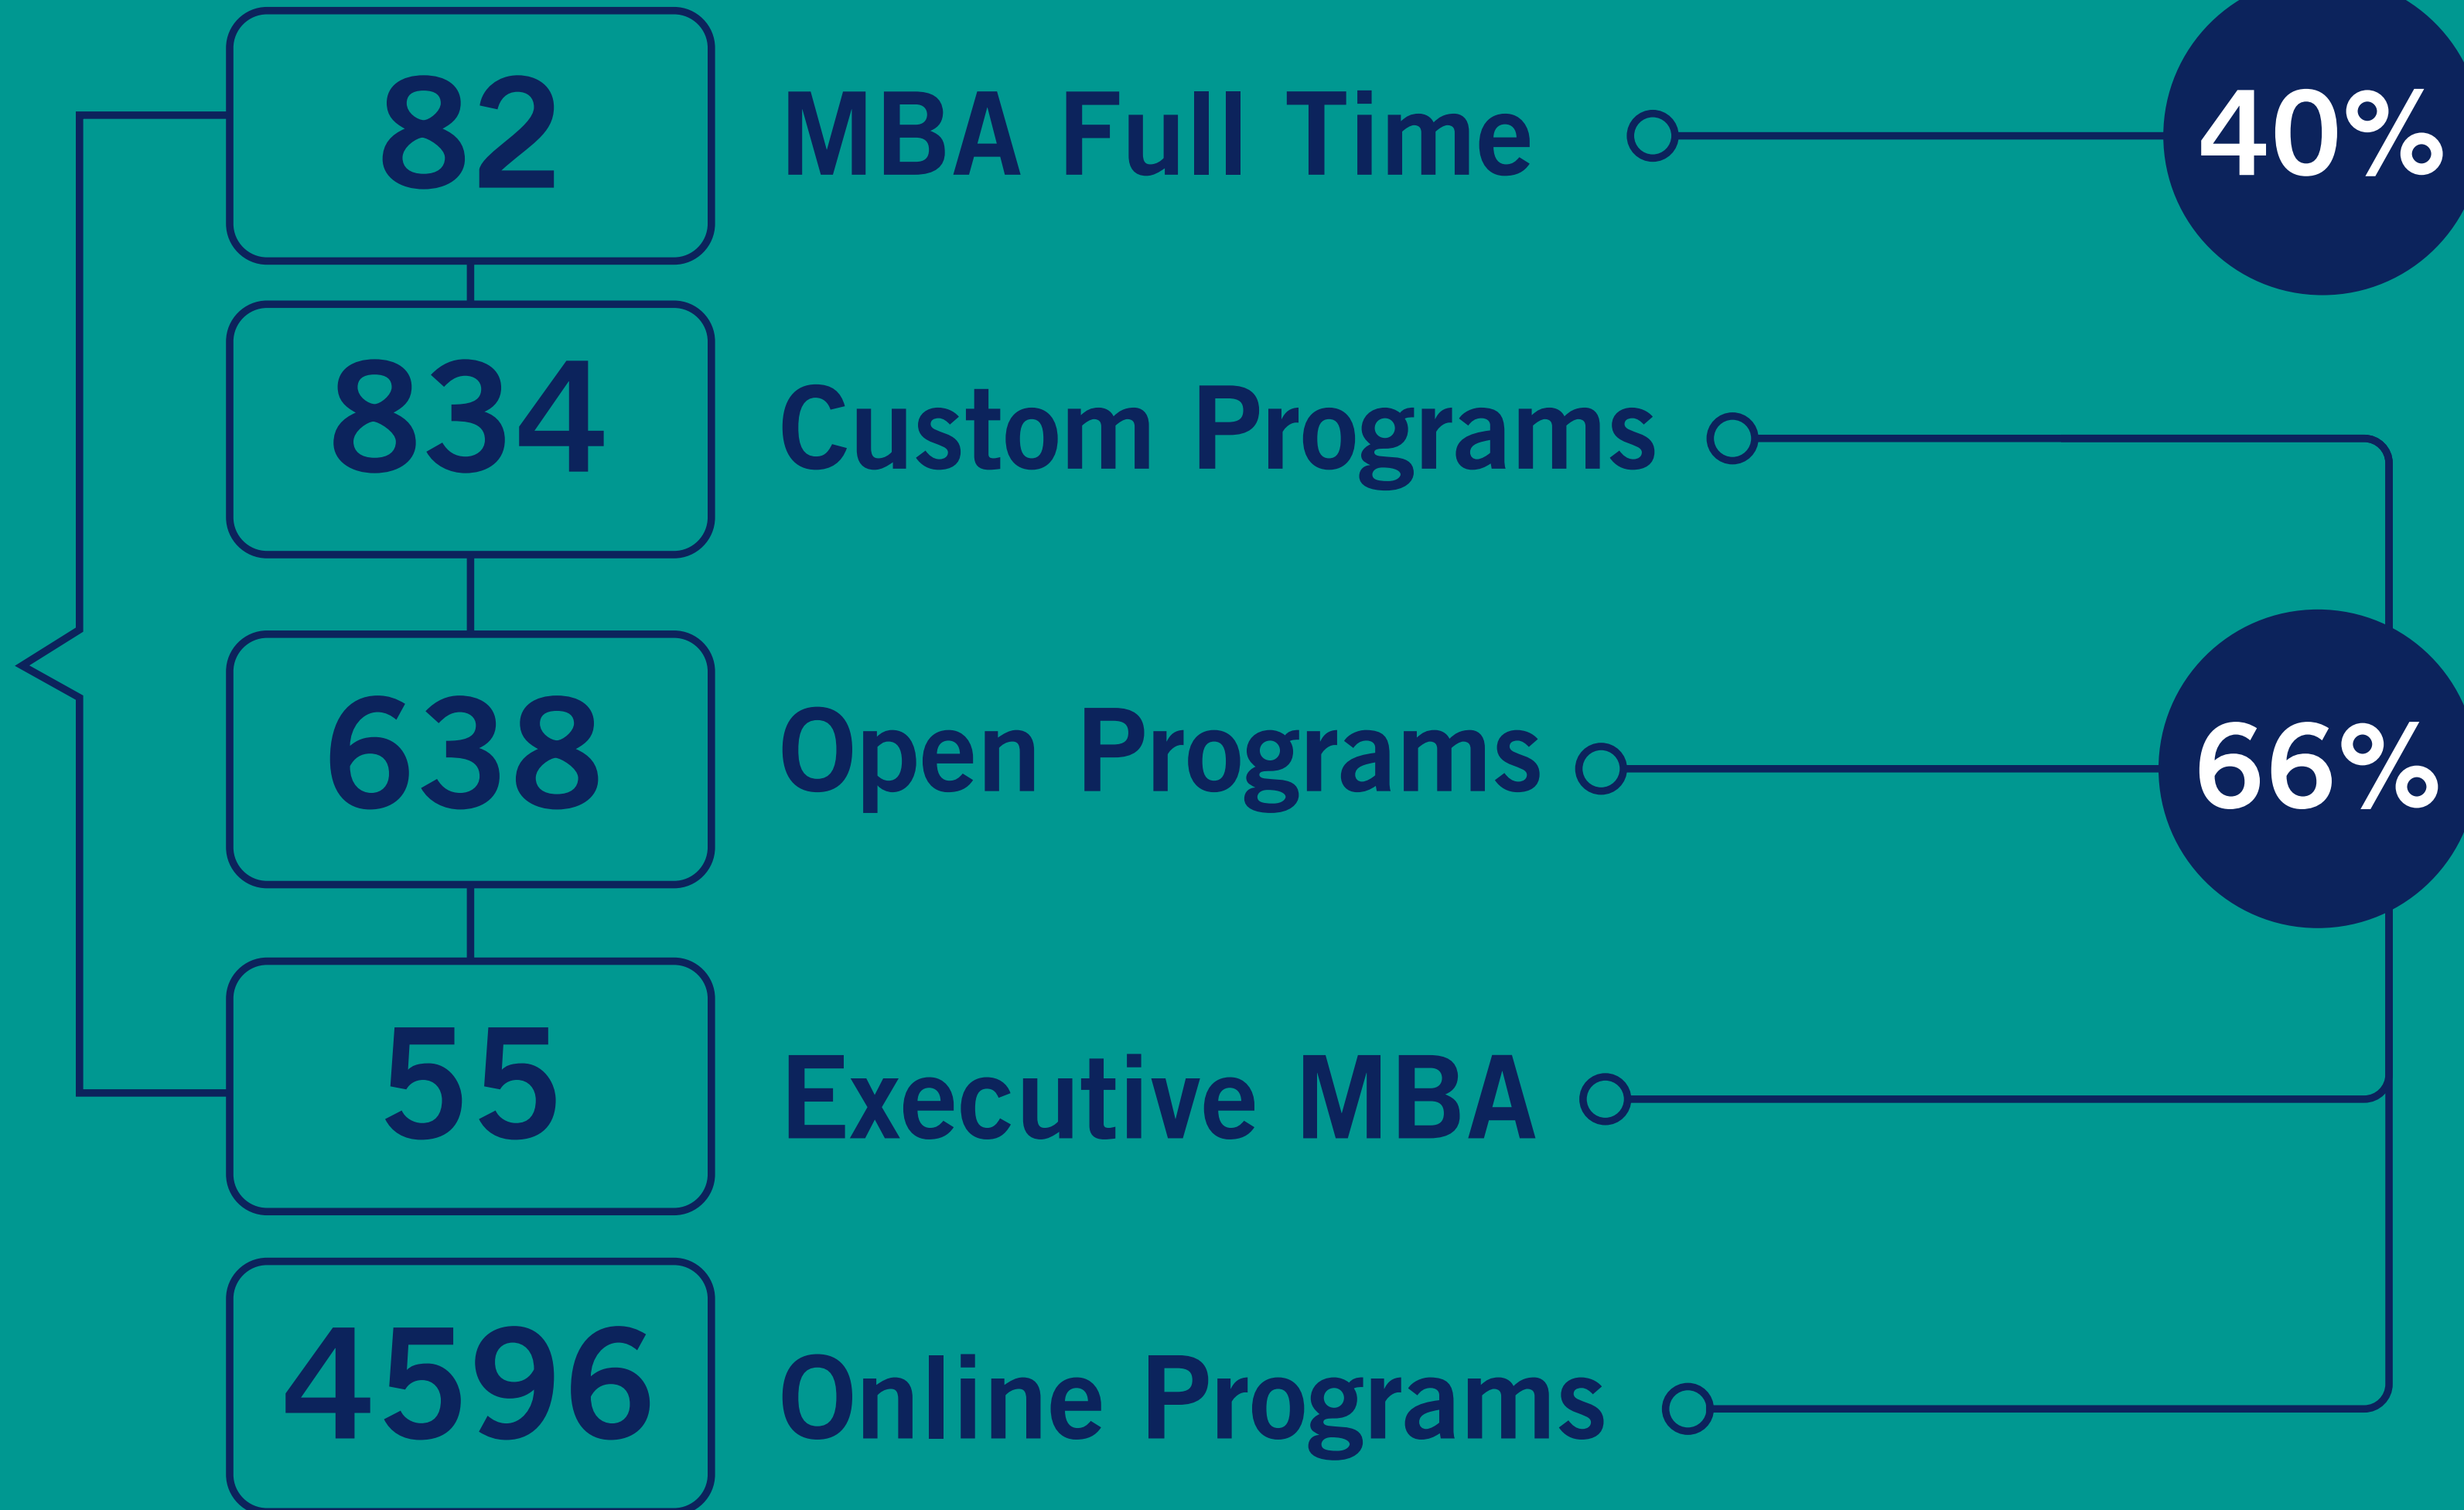 82 MBA Full Time 40%
834 Custom Programs
638 Open Programs 66%
55 Executive MBA
4596 Online Programs